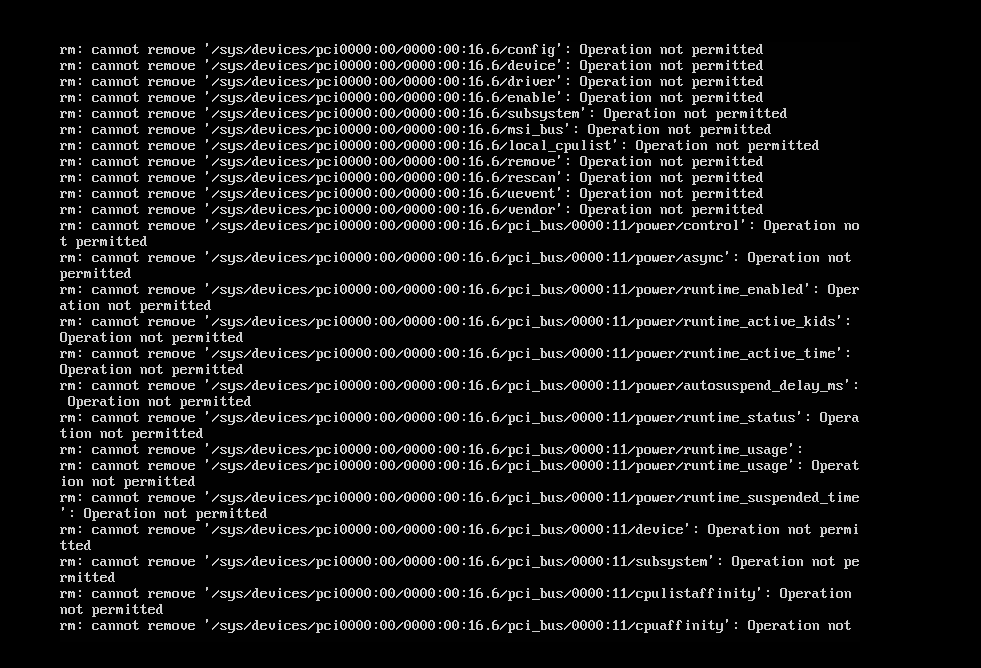 rm: cannot remove '/sys/devices/pci0000:00/0000:00:16.6/config': Operation not permitted
rm: cannot remove '/sys/devices/pci0000:00/0000:00:16.6/device': Operation not permitted
rm: cannot remove '/sys/devices/pci0000:00/0000:00:16.6/driver': Operation not permitted
rm: cannot remove '/sys/devices/pci0000:00/0000:00:16.6/enable': Operation not permitted
rm: cannot remove '/sys/devices/pci0000:00/0000:00:16.6/subsystem': Operation not permitted
rm: cannot remove '/sys/devices/pci0000:00/0000:00:16.6/msi_bus': Operation not permitted
rm: cannot remove '/sys/devices/pci0000:00/0000:00:16.6/local_cpulist': Operation not permitted
rm: cannot remove '/sys/devices/pci0000:00/0000:00:16.6/remove': Operation not permitted
rm: cannot remove '/sys/devices/pci0000:00/0000:00:16.6/rescan': Operation not permitted
rm: cannot remove '/sys/devices/pci0000:00/0000:00:16.6/uevent': Operation not permitted
rm: cannot remove '/sys/devices/pci0000:00/0000:00:16.6/vendor': Operation not permitted
rm: cannot remove '/sys/devices/pci0000:00/0000:00:16.6/pci_bus/0000:11/power/control': Operation no
t permitted
rm: cannot remove '/sys/devices/pci0000:00/0000:00:16.6/pci_bus/0000:11/power/async': Operation not
permitted
rm: cannot remove '/sys/devices/pci0000:00/0000:00:16.6/pci_bus/0000:11/power/runtime_enabled': Oper
ation not permitted
rm: cannot remove '/sys/devices/pci0000:00/0000:00:16.6/pci_bus/0000:11/power/runtime_active_kids':
Operation not permitted
rm: cannot remove '/sys/devices/pci0000:00/0000:00:16.6/pci_bus/0000:11/power/runtime_active_time':
Operation not permitted
rm: cannot remove '/sys/devices/pci0000:00/0000:00:16.6/pci_bus/0000:11/power/autosuspend_delay_ms':
 Operation not permitted
rm: cannot remove '/sys/devices/pci0000:00/0000:00:16.6/pci_bus/0000:11/power/runtime_status': Opera
tion not permitted
rm: cannot remove '/sys/devices/pci0000:00/0000:00:16.6/pci_bus/0000:11/power/runtime_usage':
rm: cannot remove '/sys/devices/pci0000:00/0000:00:16.6/pci_bus/0000:11/power/runtime_usage': Operat
ion not permitted
rm: cannot remove '/sys/devices/pci0000:00/0000:00:16.6/pci_bus/0000:11/power/runtime_suspended_time
': Operation not permitted
rm: cannot remove '/sys/devices/pci0000:00/0000:00:16.6/pci_bus/0000:11/device': Operation not permi
tted
rm: cannot remove '/sys/devices/pci0000:00/0000:00:16.6/pci_bus/0000:11/subsystem': Operation not pe
rmitted
rm: cannot remove '/sys/devices/pci0000:00/0000:00:16.6/pci_bus/0000:11/cpulistaffinity': Operation
not permitted
rm: cannot remove '/sys/devices/pci0000:00/0000:00:16.6/pci_bus/0000:11/cpuaffinity': Operation not